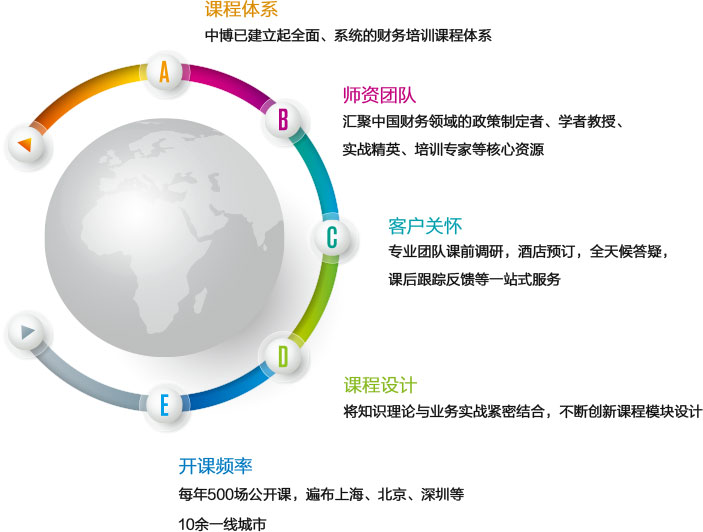 课程体系
中博已建立起全面、系统的财务培训课程体系
A
师资团队
B
汇聚中国财务领域的政策制定者、学者教授、
实战精英、培训专家等核心资源
客户关怀
C
专业团队课前调研，酒店预订，全天候答疑，
课后跟踪反馈等一站式服务
D
课程设计
将知识理论与业务实战紧密结合，不断创新课程模块设计
E
开课频率
每年500场公开课，遍布上海、北京、深圳等
10余一线城市